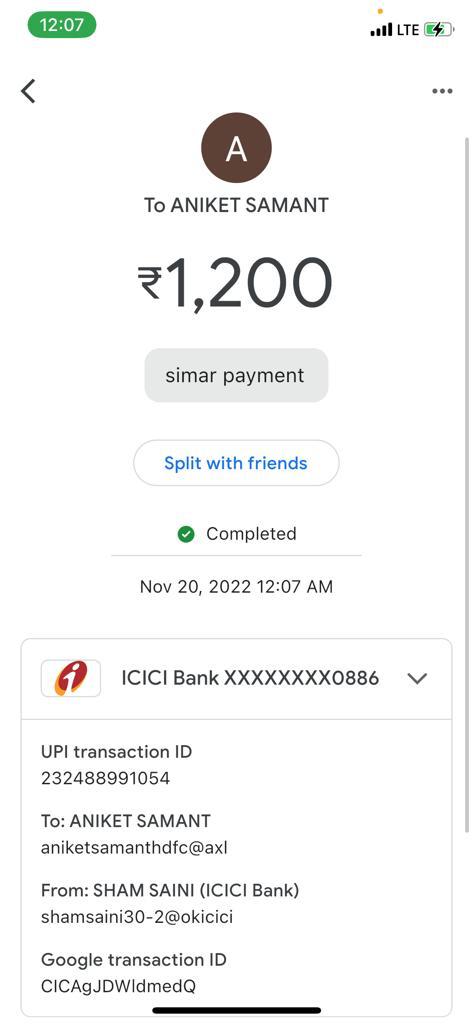 12:07
LTE
A
To ANIKET SAMANT
₹1,200
simar payment
Split with friends
Completed
Nov 20, 2022 12:07 AM
ICICI Bank XXXXXXXX0886
UPI transaction ID
232488991054
To: ANIKET SAMANT
aniketsamanthdfc@axl
From: SHAM SAINI (ICICI Bank)
shamsaini30-2@okicici
Google transaction ID
CICAgJDWldmedQ